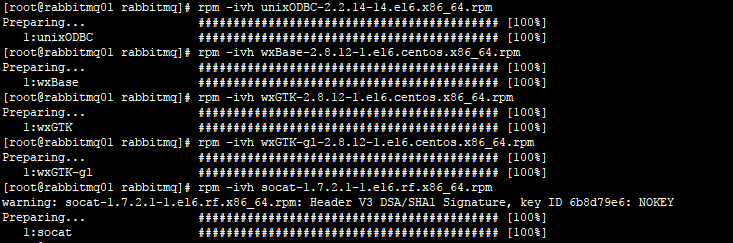 [root@rabbitmq01 rabbitmq]# rpm -ivh unixODBC-2.2.14-14.el6.x86_64.rpm
Preparing... ########################################### [100%]
1:unixODBC ########################################### [100%]
[root@rabbitmq01 rabbitmq]# rpm -ivh wxBase-2.8.12-1.el6.centos.x86_64.rpm
Preparing... ########################################### [100%]
1:wxBase ########################################### [100%]
[root@rabbitmq01 rabbitmq]# rpm -ivh wxGTK-2.8.12-1.el6.centos.x86_64.rpm
Preparing... ########################################### [100%]
1:wxGTK ########################################### [100%]
[root@rabbitmq01 rabbitmq]# rpm -ivh wxGTK-gl-2.8.12-1.el6.centos.x86_64.rpm
Preparing... ########################################### [100%]
1:wxGTK-gl ########################################### [100%]
[root@rabbitmq01 rabbitmq]# rpm -ivh socat-1.7.2.1-1.el6.rf.x86_64.rpm
warning: socat-1.7.2.1-1.el6.rf.x86_64.rpm: Header V3 DSA/SHA1 Signature, key ID 6b8d79e6: NOKEY
Preparing... ########################################### [100%]
1:socat ########################################### [100%]